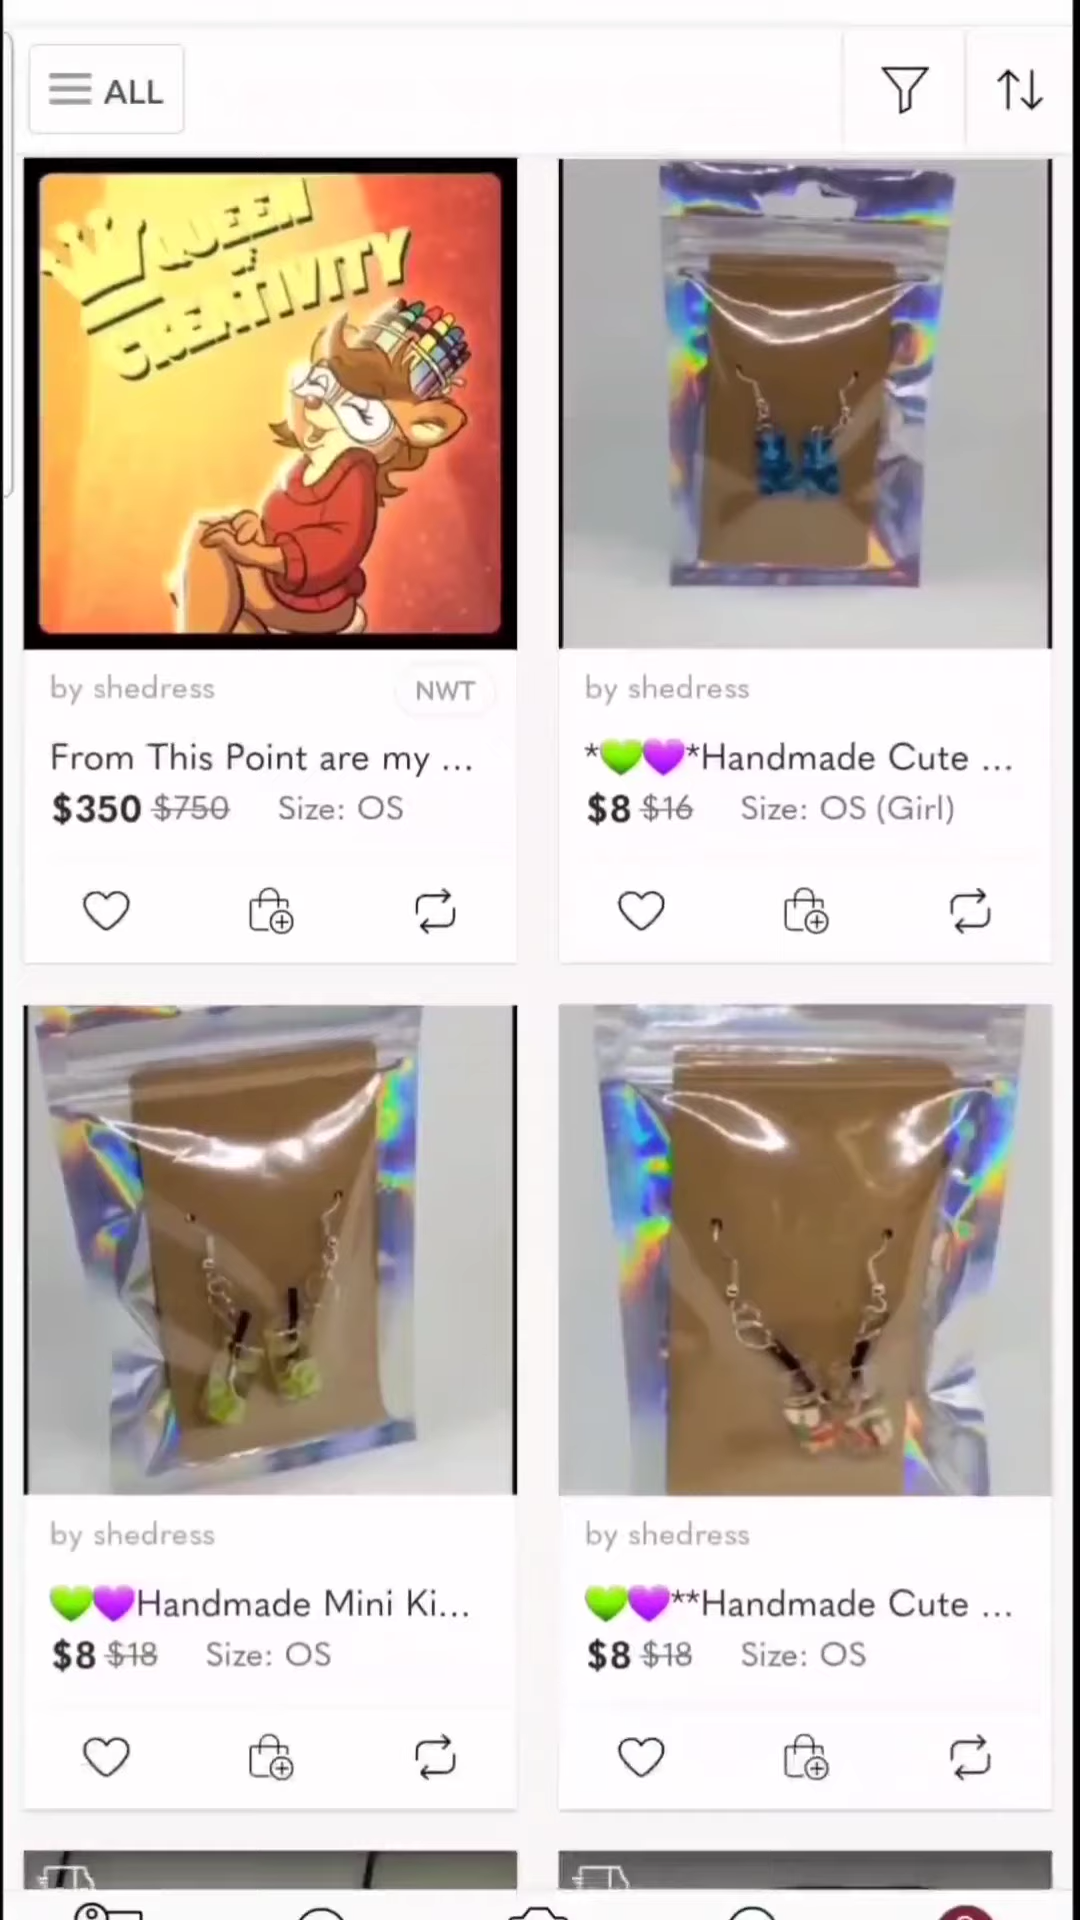 ALL
QUEEN
of
CREATIVITY
by shedress
NWT
From This Point are my ...
$350 $750 Size: OS
by shedress
*💚💜*Handmade Cute ...
$8 $16 Size: OS (Girl)
by shedress
💚💜Handmade Mini Ki...
$8 $18 Size: OS
by shedress
💚💜**Handmade Cute ...
$8 $18 Size: OS